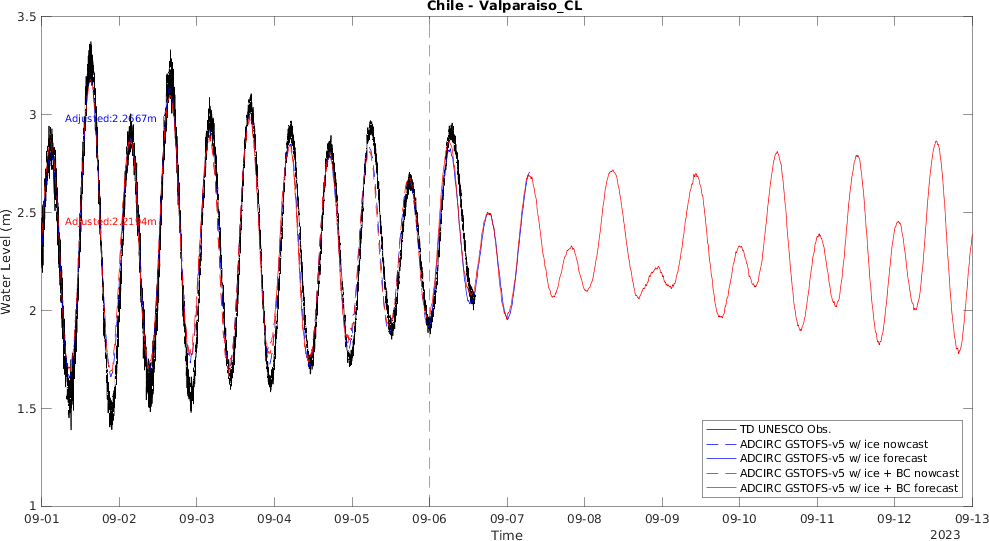 Chile - Valparaiso_CL
3.5
3
2.5
2
1.5
1
Water Level (m)
Adjusted:2.2667m
Adjusted:2.2194m
TD UNESCO Obs.
ADCIRC GSTOFS-v5 w/ ice nowcast
ADCIRC GSTOFS-v5 w/ ice forecast
ADCIRC GSTOFS-v5 w/ ice + BC nowcast
ADCIRC GSTOFS-v5 w/ ice + BC forecast
09-01 09-02 09-03 09-04 09-05 09-06 09-07 09-08 09-09 09-10 09-11 09-12 09-13
Time
2023